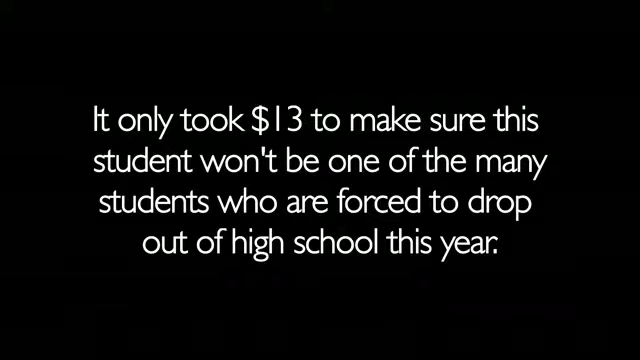 It only took $13 to make sure this
student won't be one of the many
students who are forced to drop
out of high school this year.